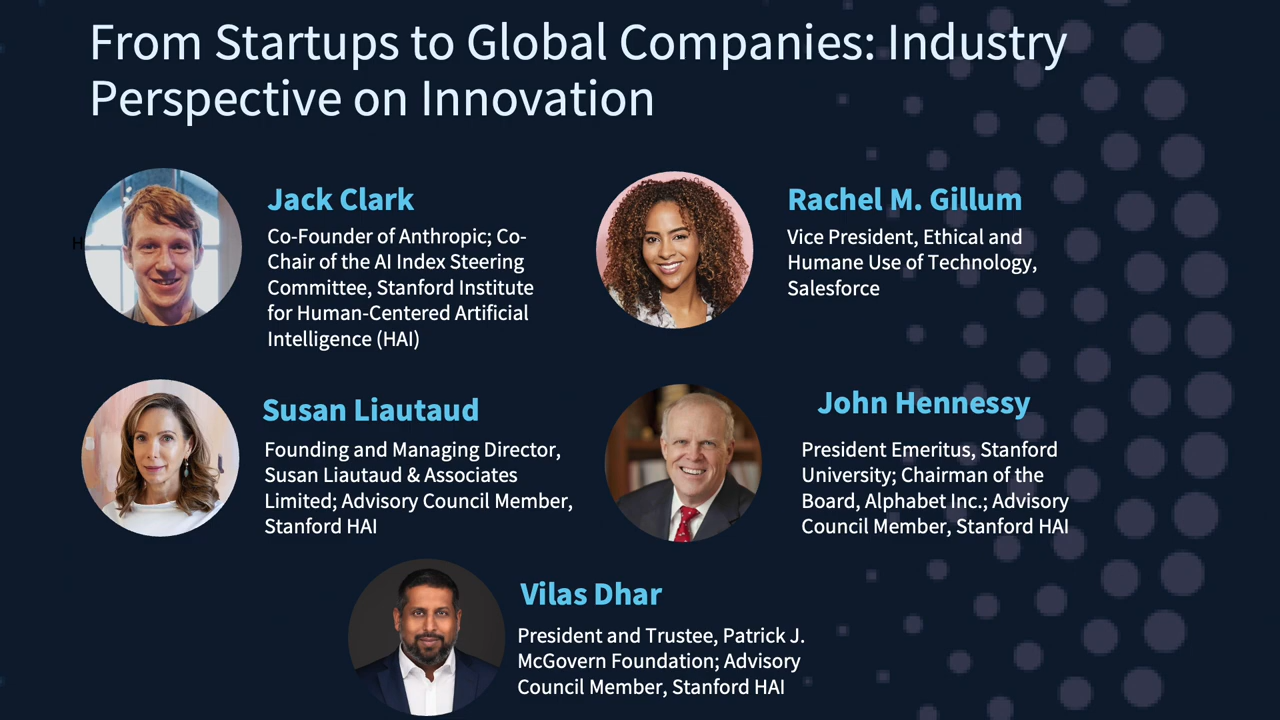 From Startups to Global Companies: Industry
Perspective on Innovation
H
Jack Clark
Co-Founder of Anthropic; Co-
Chair of the AI Index Steering
Committee, Stanford Institute
for Human-Centered Artificial
Intelligence (HAI)
Rachel M. Gillum
Vice President, Ethical and
Humane Use of Technology,
Salesforce
Susan Liautaud
Founding and Managing Director,
Susan Liautaud & Associates
Limited; Advisory Council Member,
Stanford HAI
John Hennessy
President Emeritus, Stanford
University; Chairman of the
Board, Alphabet Inc.; Advisory
Council Member, Stanford HAI
Vilas Dhar
President and Trustee, Patrick J.
McGovern Foundation; Advisory
Council Member, Stanford HAI